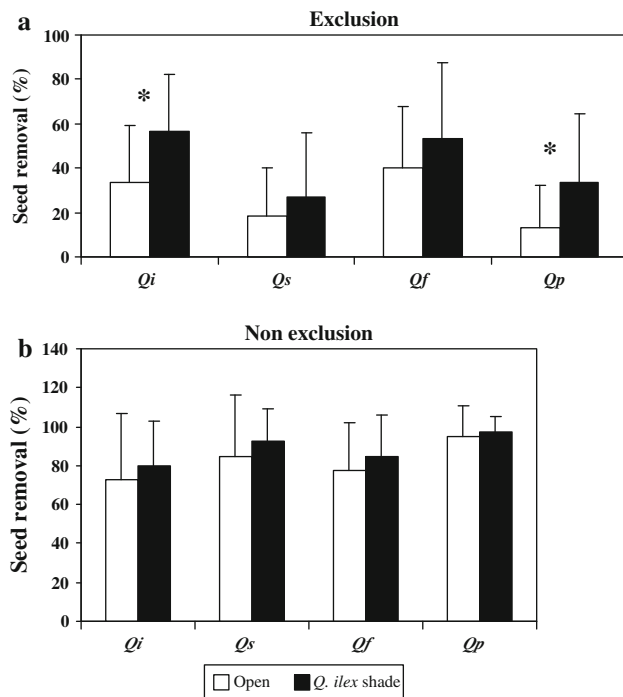 a
Exclusion
Seed removal (%)
100
80
60
40
20
0
*
*
Qi Qs Qf Qp
b
Non exclusion
Seed removal (%)
140
120
100
80
60
40
20
0
Qi Qs Qf Qp
Open Q. ilex shade